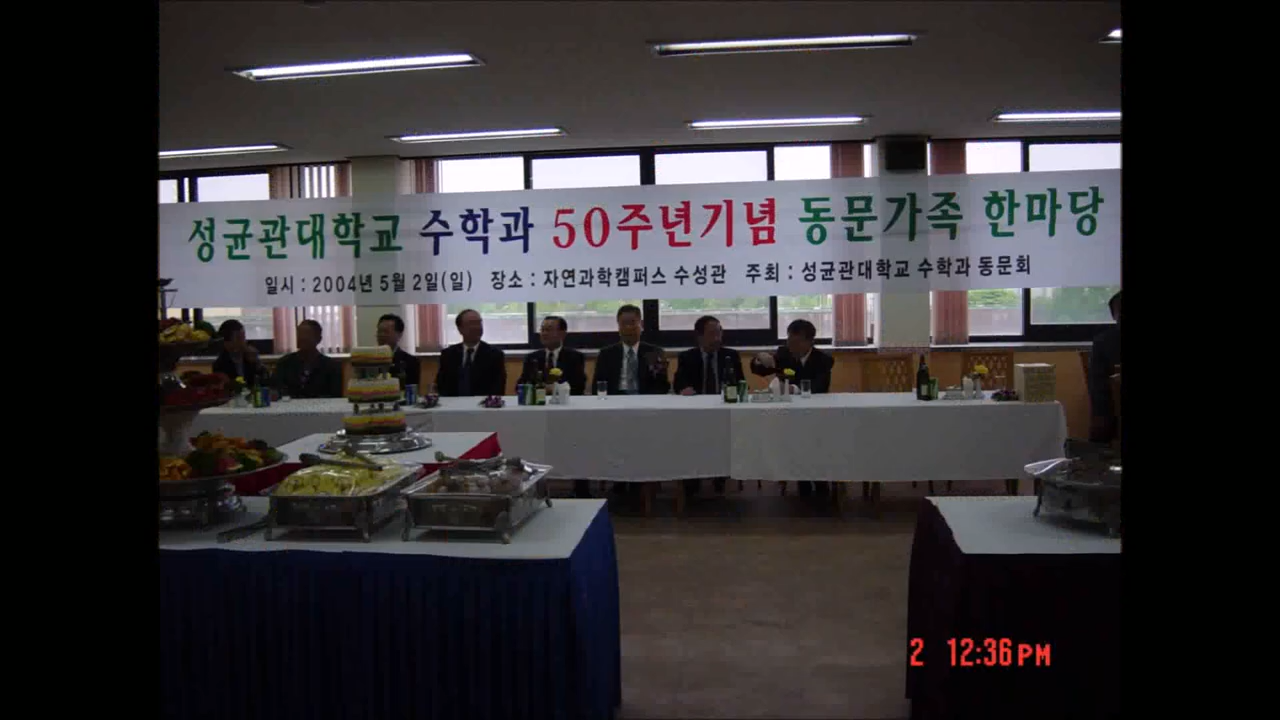 성균관대학교 수학과 50주년기념 동문가족 한마당
일시 : 2004년 5월 2일(일) 장소 : 자연과학캠퍼스 수성관 주최 : 성균관대학교 수학과 동문회
2 12:36PM